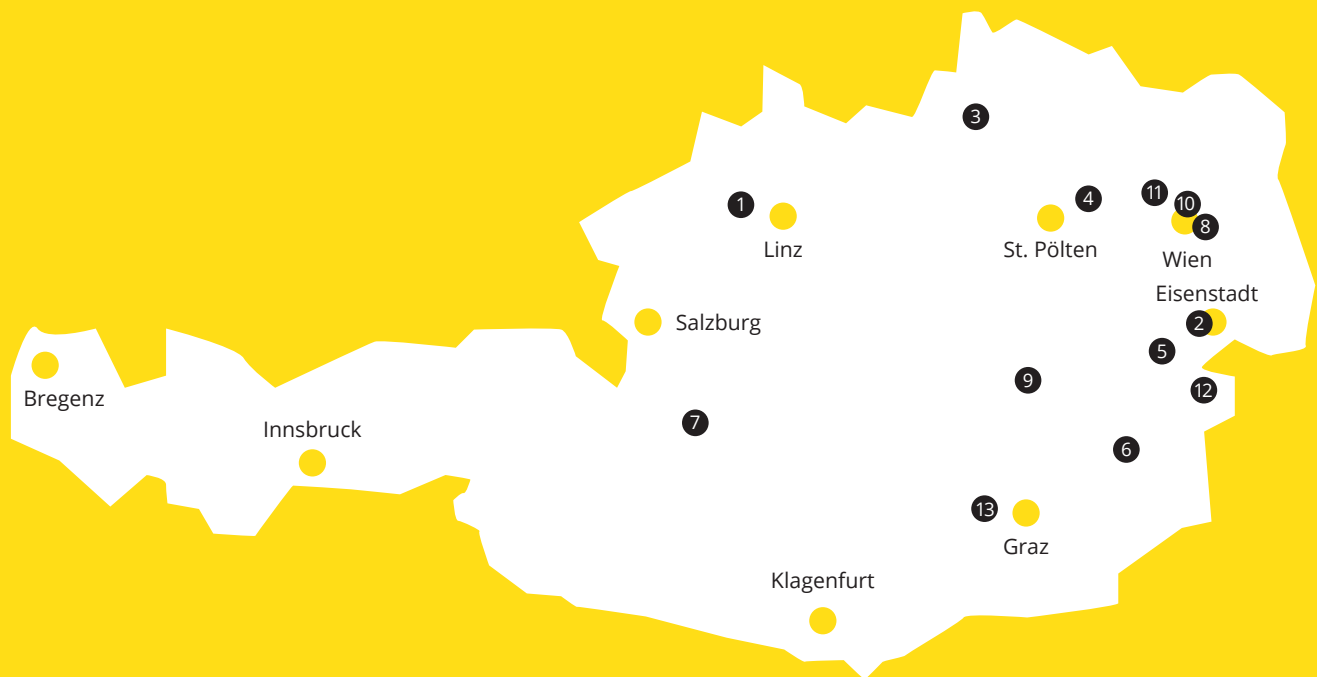 3
11
4
10
1
8
Linz
St. Pölten
Wien
Eisenstadt
2
Salzburg
5
9
12
Bregenz
7
Innsbruck
6
13
Graz
Klagenfurt